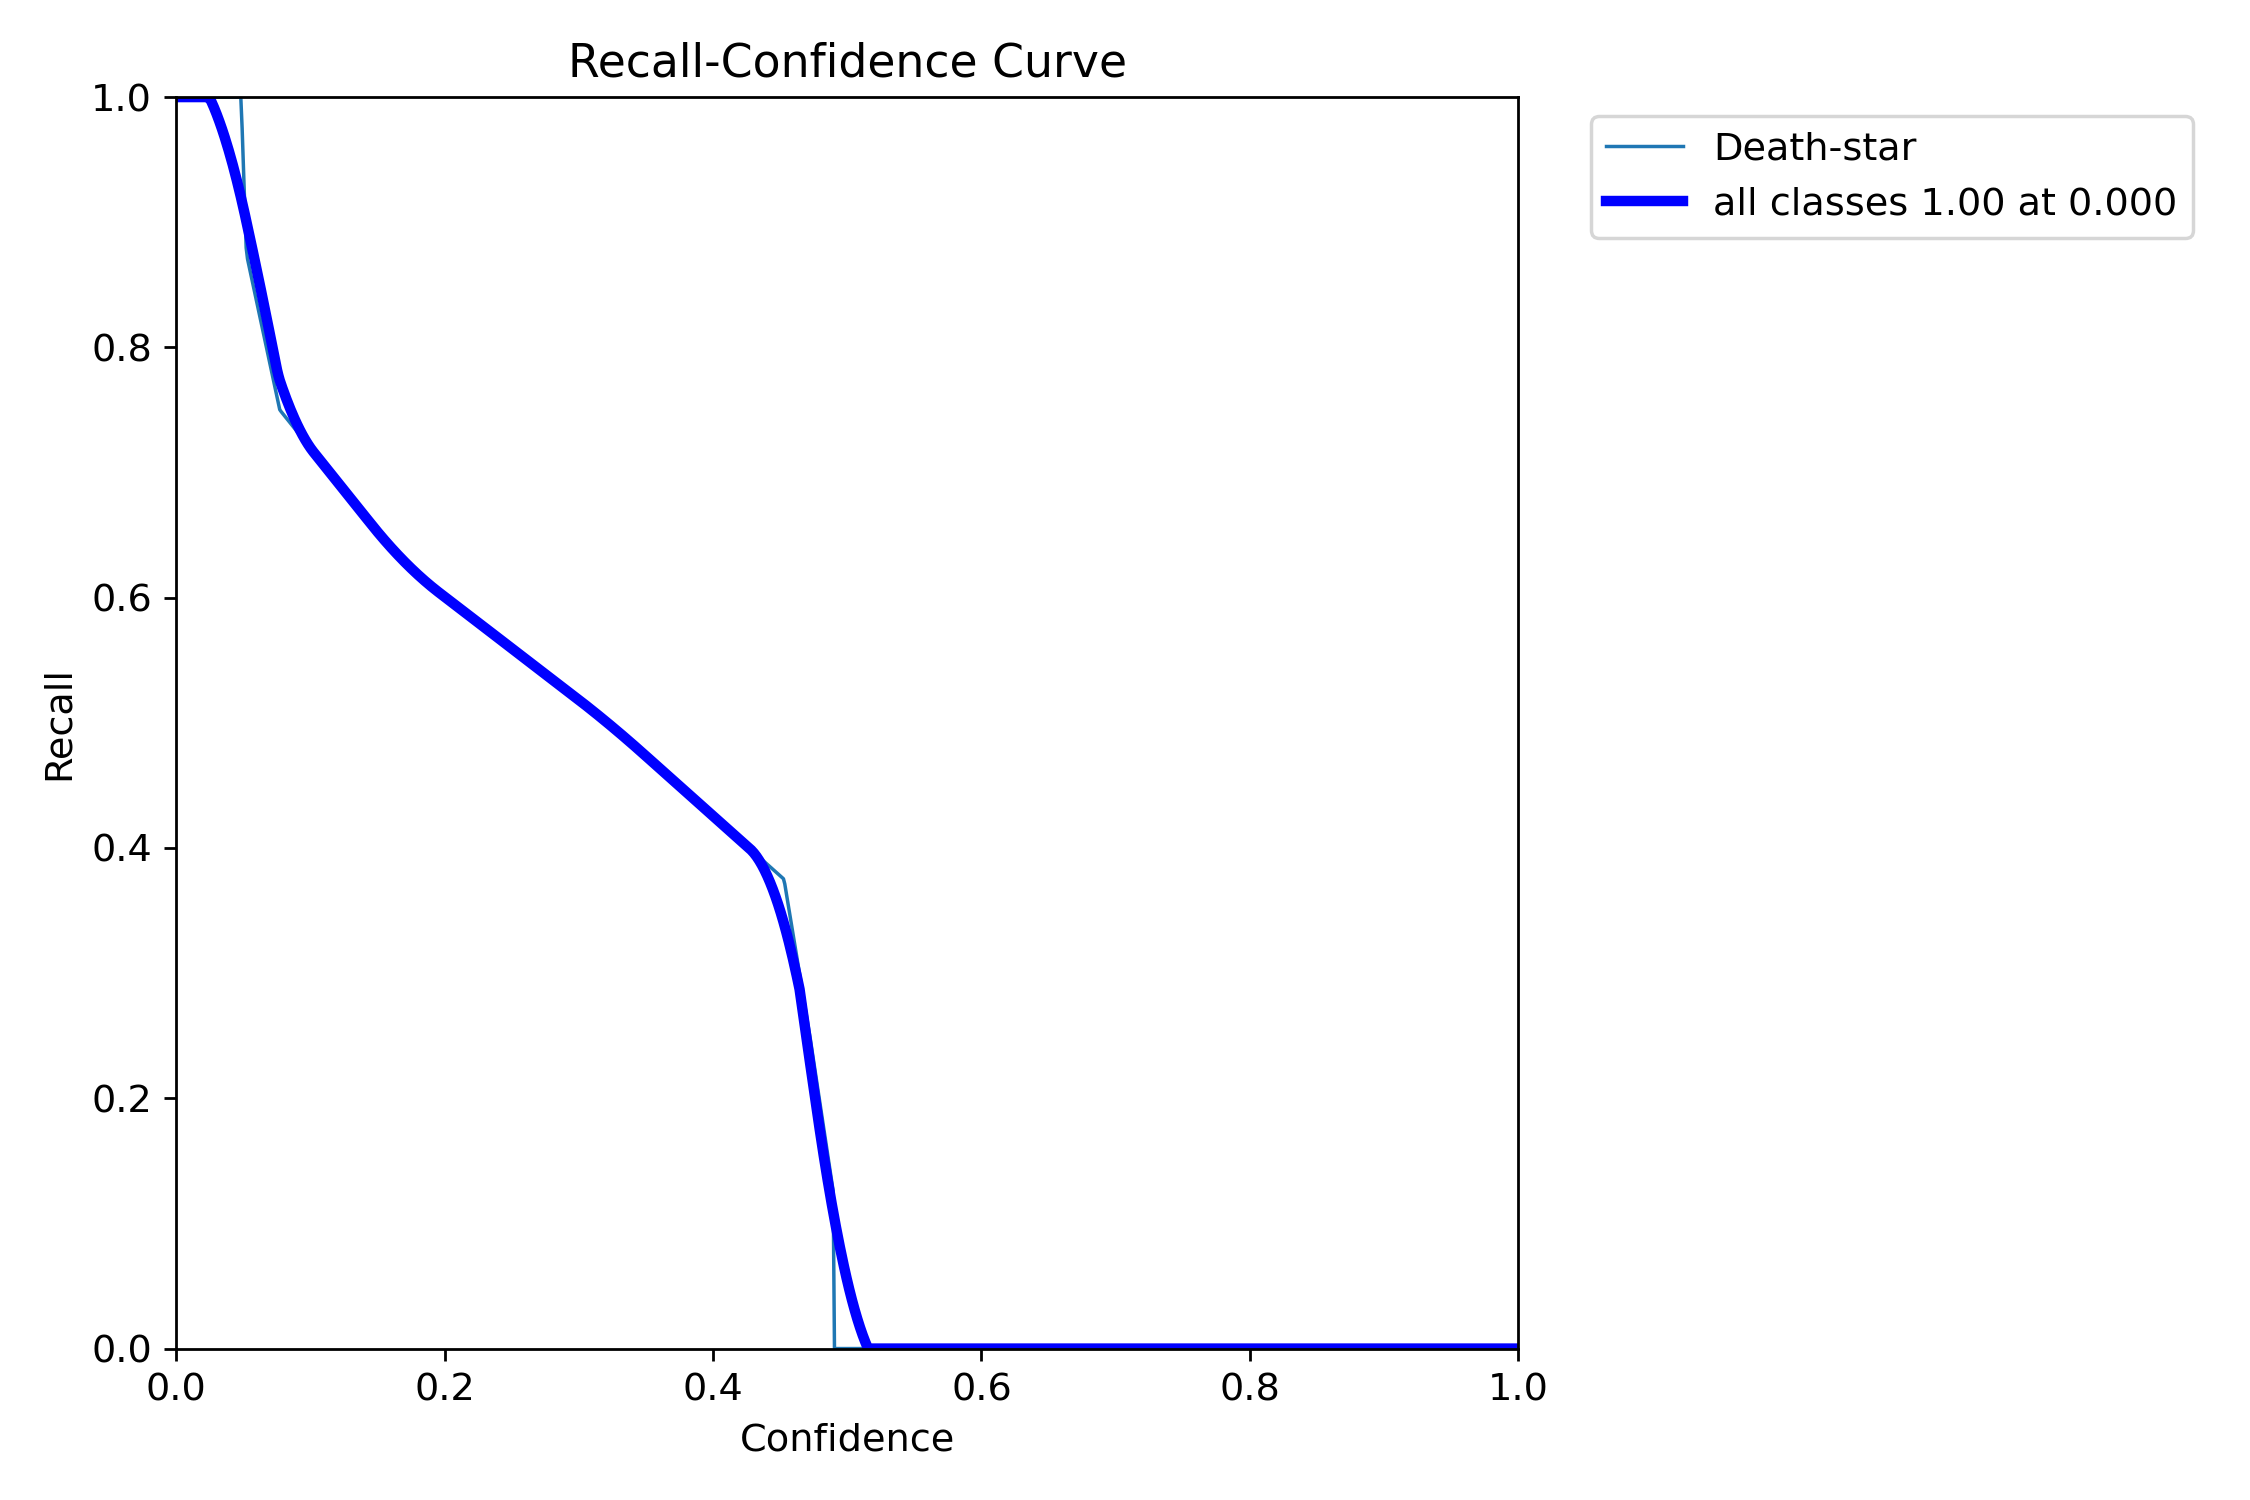 Recall-Confidence Curve
1.0
0.8
0.6
0.4
0.2
0.0
Recall
0.0 0.2 0.4 0.6 0.8 1.0
Confidence
Death-star
all classes 1.00 at 0.000